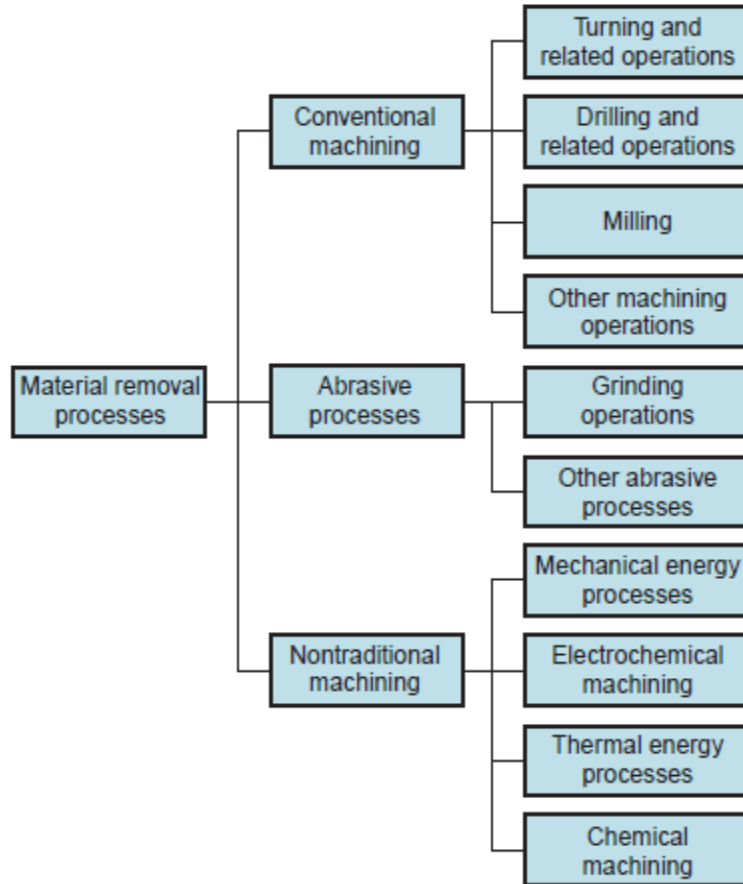 Turning and
related operations
Conventional
machining
Drilling and
related operations
Milling
Other machining
operations
Material removal
processes
Abrasive
processes
Grinding
operations
Other abrasive
processes
Mechanical energy
processes
Nontraditional
machining
Electrochemical
machining
Thermal energy
processes
Chemical
machining